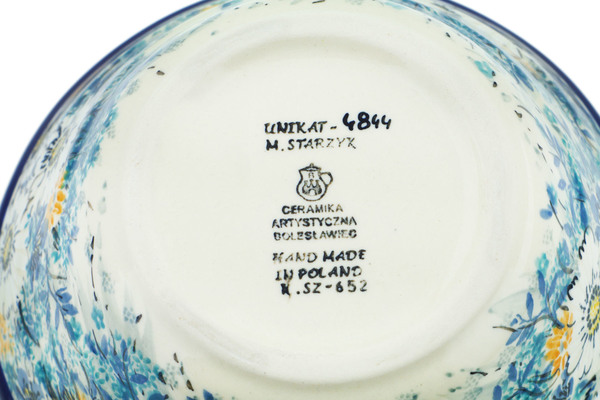 UNIKAT-4844
M. STARZYK
CERAMIKA
ARTYSTYCZNA
BOLESŁAWIEC
HAND MADE
IN POLAND
K.SZ-652